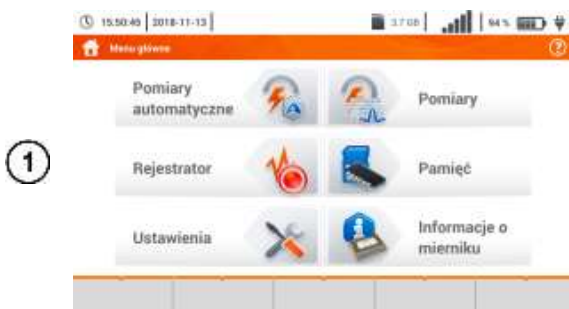 15:50:46 2018-11-13 3.7 GB 94%
Menu główne
Pomiary automatyczne
Pomiary
Rejestrator
Pamięć
Ustawienia
Informacje o mierniku
1